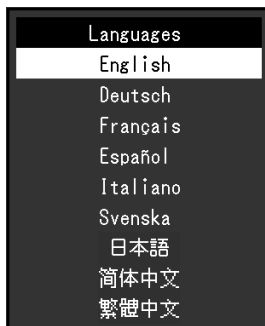 Languages
English
Deutsch
Français
Español
Italiano
Svenska
日本語
简体中文
繁體中文